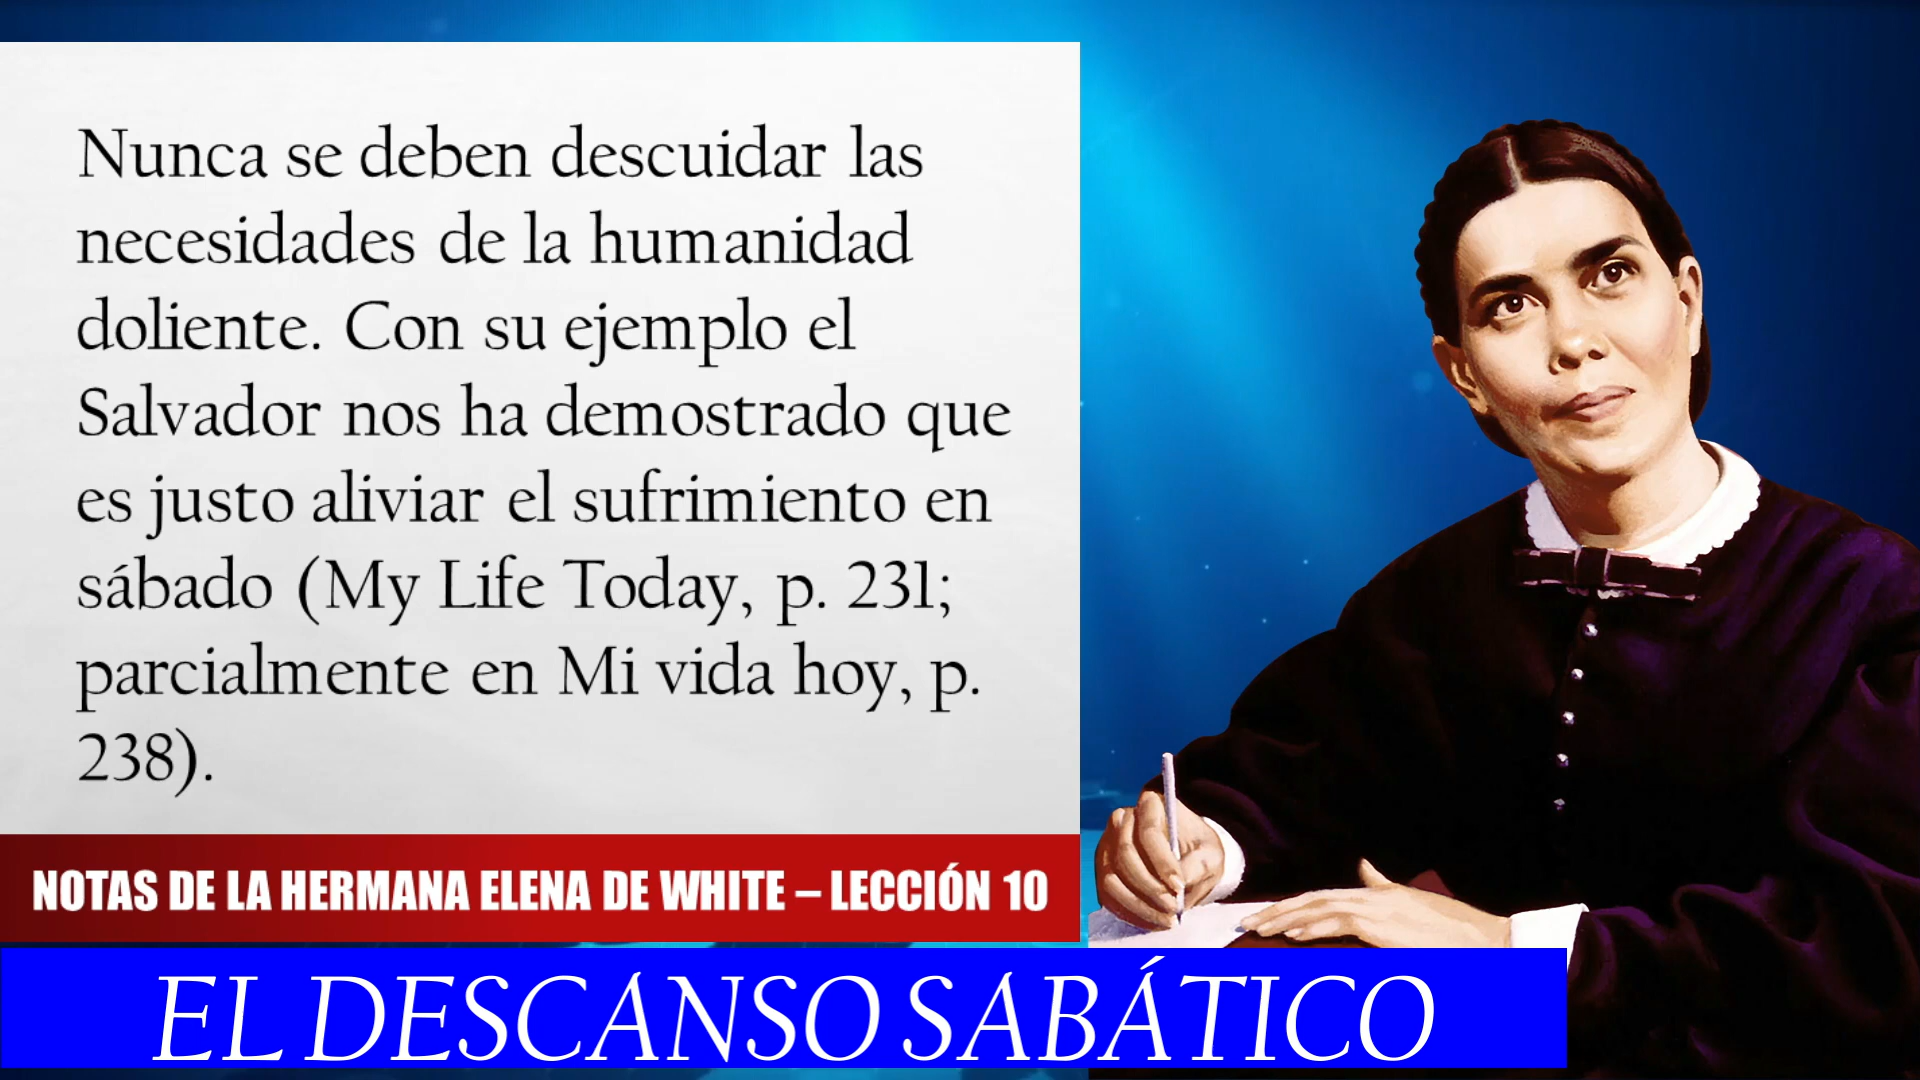 Nunca se deben descuidar las
necesidades de la humanidad
doliente. Con su ejemplo el
Salvador nos ha demostrado que
es justo aliviar el sufrimiento en
sábado (My Life Today, p. 231;
parcialmente en Mi vida hoy, p.
238).
NOTAS DE LA HERMANA ELENA DE WHITE – LECCIÓN 10
EL DESCANSO SABÁTICO